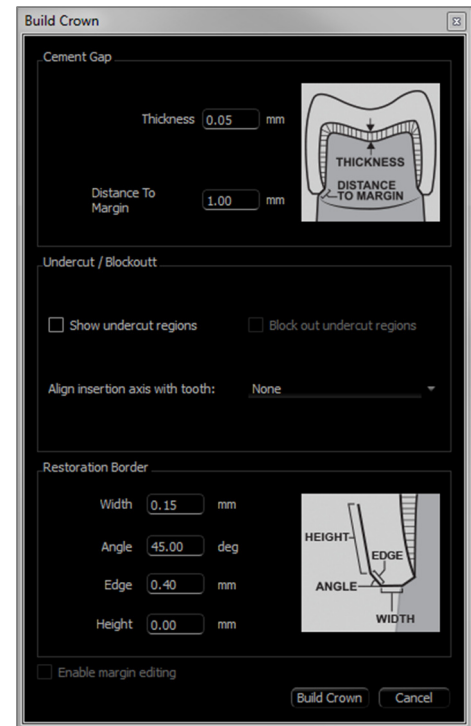 Build Crown
Cement Gap
Thickness 0.05 mm
THICKNESS
Distance To
Margin 1.00 mm
DISTANCE
TO MARGIN
Undercut / Blockoutt
Show undercut regions Block out undercut regions
Align insertion axis with tooth: None
Restoration Border
Width 0.15 mm
Angle 45.00 deg
Edge 0.40 mm
Height 0.00 mm
HEIGHT
EDGE
ANGLE
WIDTH
Enable margin editing
Build Crown Cancel